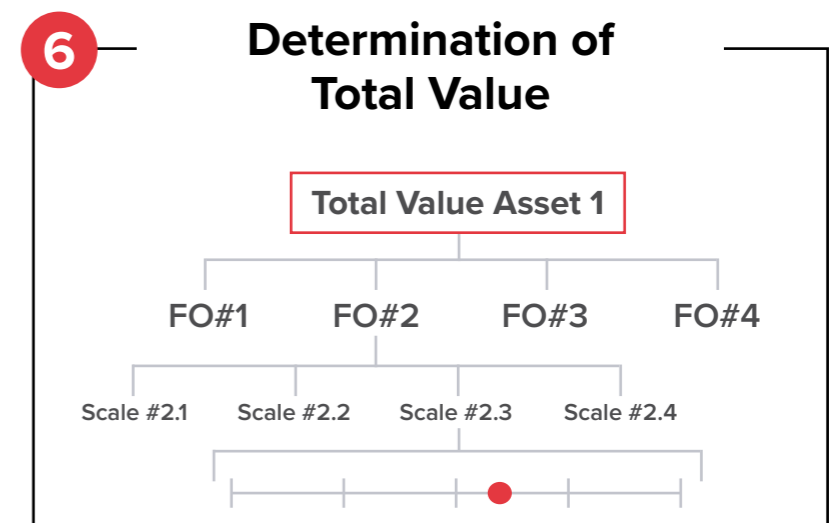 6
Determination of
Total Value
Total Value Asset 1
FO#1 FO#2 FO#3 FO#4
Scale #2.1 Scale #2.2 Scale #2.3 Scale #2.4